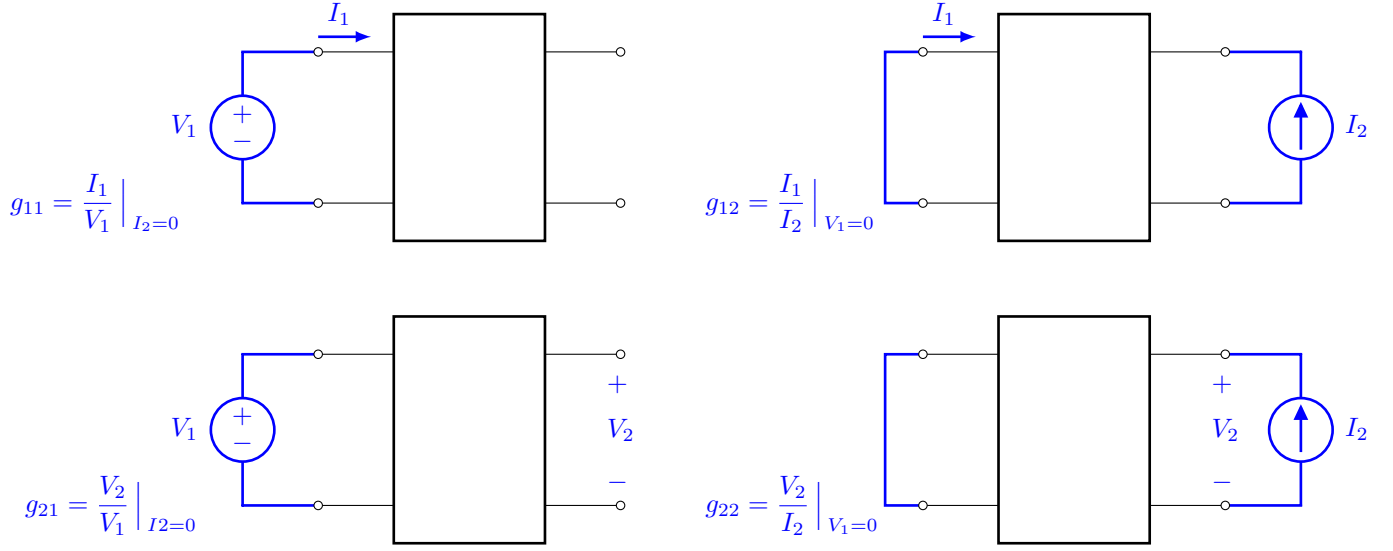 I₁ I₁
V₁ + − I₂
g₁₁ = I₁/V₁ |_{I₂=0} g₁₂ = I₁/I₂ |_{V₁=0}
V₁ + − + V₂ − + V₂ − I₂
g₂₁ = V₂/V₁ |_{I2=0} g₂₂ = V₂/I₂ |_{V₁=0}